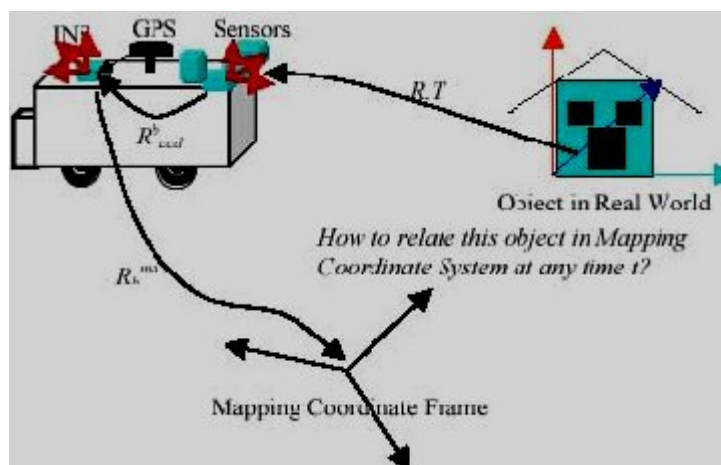 GPS
Sensors
R,T
Object in Real World
How to relate this object in Mapping
Coordinate System at any time t?
Mapping Coordinate Frame